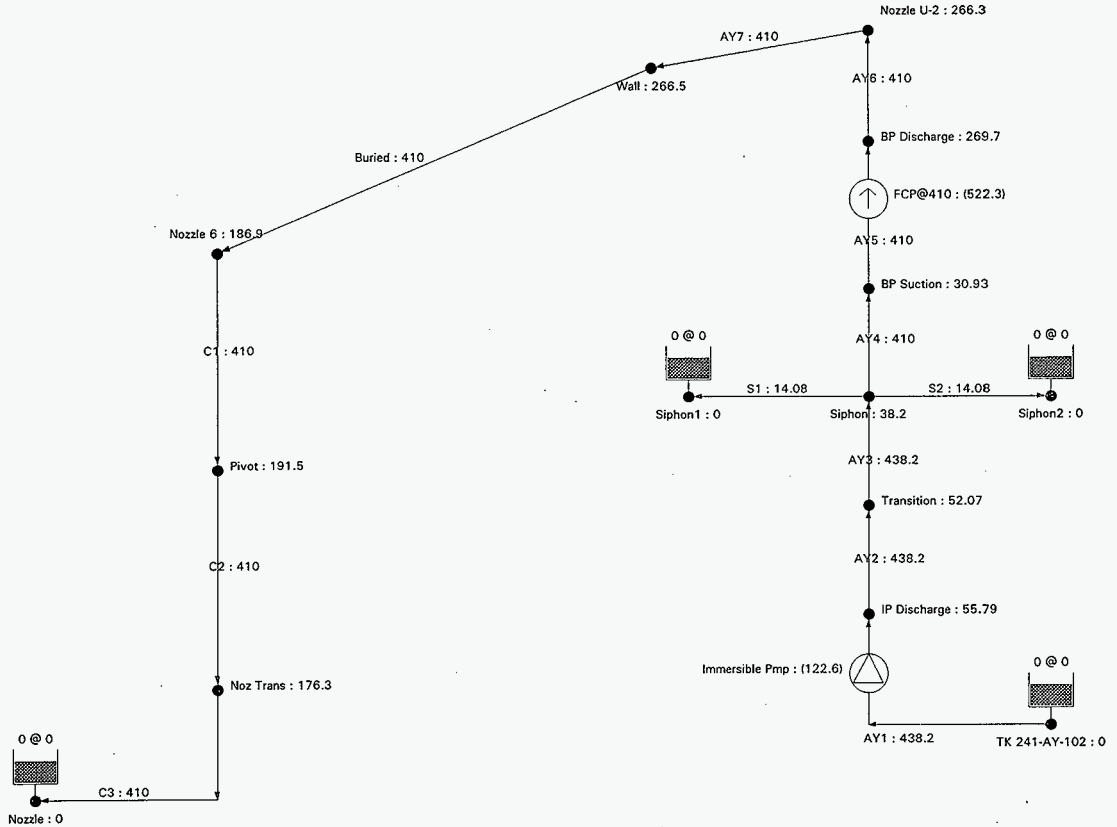 Nozzle U-2 : 266.3
AY7 : 410
AY6 : 410
Wall : 266.5
BP Discharge : 269.7
Buried : 410
FCP@410 : (522.3)
Nozzle 6 : 186.9
AY5 : 410
BP Suction : 30.93
0 @ 0
0 @ 0
C1 : 410
AY4 : 410
S1 : 14.08
S2 : 14.08
Siphon1 : 0
Siphon : 38.2
Siphon2 : 0
Pivot : 191.5
AY3 : 438.2
Transition : 52.07
C2 : 410
AY2 : 438.2
IP Discharge : 55.79
Immersible Pmp : (122.6)
0 @ 0
Noz Trans : 176.3
0 @ 0
AY1 : 438.2
TK 241-AY-102 : 0
C3 : 410
Nozzle : 0